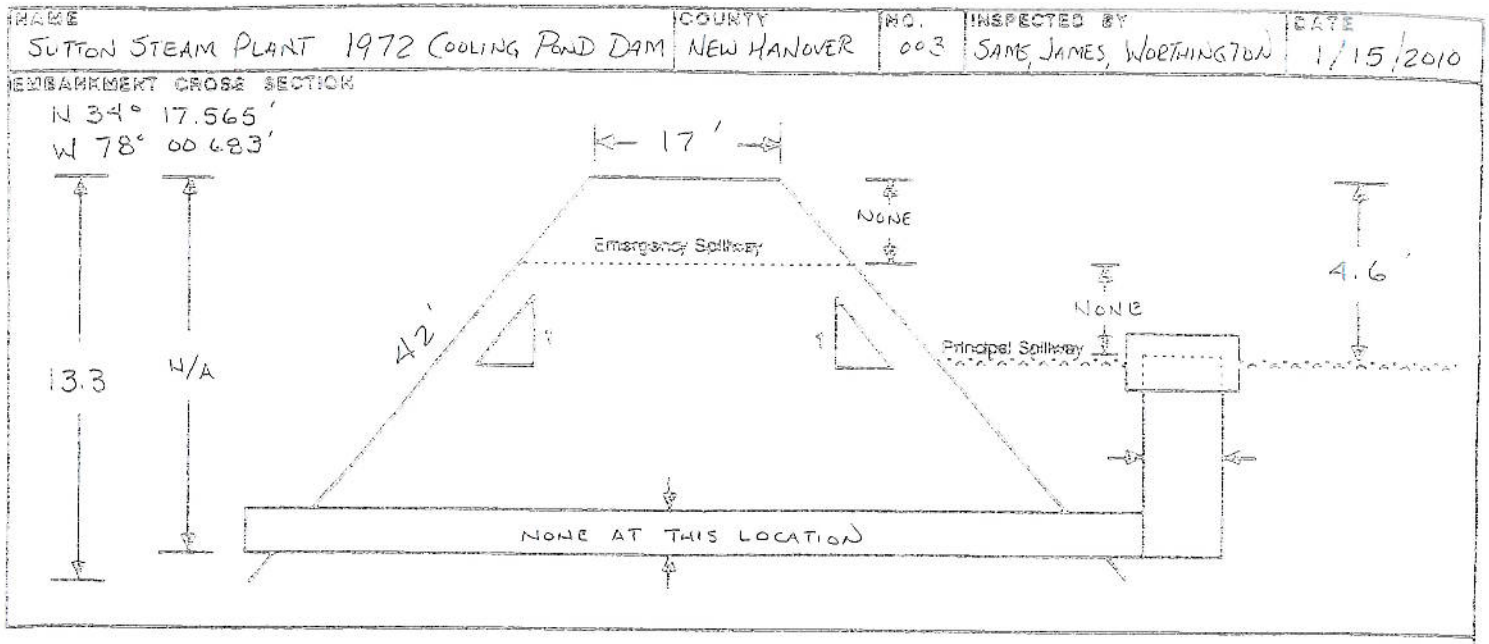 NAME COUNTY NO. INSPECTED BY DATE
SUTTON STEAM PLANT 1972 COOLING POND DAM NEW HANOVER 003 SAMS, JAMES, WORTHINGTON 1/15/2010
EMBANKMENT CROSS SECTION
N 34° 17.565'
W 78° 00.683'
17'
NONE
Emergency Spillway
4.6'
NONE
42'
1
1
Principal Spillway
13.3
N/A
NONE AT THIS LOCATION